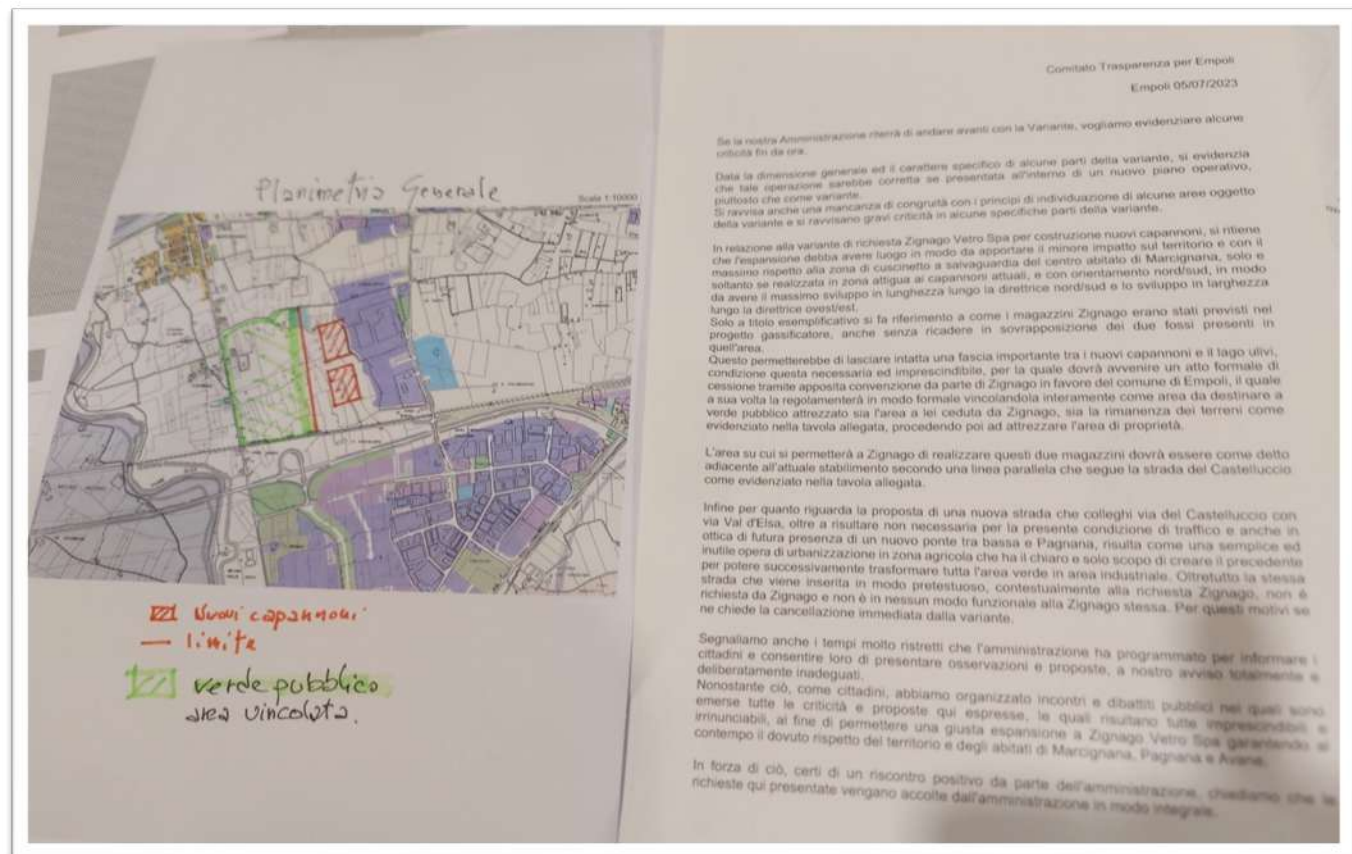 Planimetria Generale
Scala 1:10000
Nuovi capannoni
limite
verde pubblico
area vincolata.
Comitato Trasparenza per Empoli
Empoli 05/07/2023
Se la nostra Amministrazione riterrà di andare avanti con la Variante, vogliamo evidenziare alcune
criticità fin da ora.
Data la dimensione generale ed il carattere specifico di alcune parti della variante, si evidenzia
che tale operazione sarebbe corretta se presentata all'interno di un nuovo piano operativo,
piuttosto che come variante.
Si ravvisa anche una mancanza di congruità con i principi di individuazione di alcune aree oggetto
della variante e si ravvisano gravi criticità in alcune specifiche parti della variante.
In relazione alla variante di richiesta Zignago Vetro Spa per costruzione nuovi capannoni, si ritiene
che l'espansione debba avere luogo in modo da apportare il minore impatto sul territorio e con il
massimo rispetto alla zona di cuscinetto a salvaguardia del centro abitato di Marcignana, solo e
soltanto se realizzata in zona attigua ai capannoni attuali, e con orientamento nord/sud, in modo
da avere il massimo sviluppo in lunghezza lungo la direttrice nord/sud e lo sviluppo in larghezza
lungo la direttrice ovest/est.
Solo a titolo esemplificativo si fa riferimento a come i magazzini Zignago erano stati previsti nel
progetto gassificatore, anche senza ricadere in sovrapposizione dei due fossi presenti in
quell'area.
Questo permetterebbe di lasciare intatta una fascia importante tra i nuovi capannoni e il lago ulivi,
condizione questa necessaria ed imprescindibile, per la quale dovrà avvenire un atto formale di
cessione tramite apposita convenzione da parte di Zignago in favore del comune di Empoli, il quale
a sua volta la regolamenterà in modo formale vincolandola interamente come area da destinare a
verde pubblico attrezzato sia l'area a lei ceduta da Zignago, sia la rimanenza dei terreni come
evidenziato nella tavola allegata, procedendo poi ad attrezzare l'area di proprietà.
L'area su cui si permetterà a Zignago di realizzare questi due magazzini dovrà essere come detto
adiacente all'attuale stabilimento secondo una linea parallela che segue la strada del Castelluccio
come evidenziato nella tavola allegata.
Infine per quanto riguarda la proposta di una nuova strada che colleghi via del Castelluccio con
via Val d'Elsa, oltre a risultare non necessaria per la presente condizione di traffico e anche in
ottica di futura presenza di un nuovo ponte tra bassa e Pagnana, risulta come una semplice ed
inutile opera di urbanizzazione in zona agricola che ha il chiaro e solo scopo di creare il precedente
per potere successivamente trasformare tutta l'area verde in area industriale. Oltretutto la stessa
strada che viene inserita in modo pretestuoso, contestualmente alla richiesta Zignago, non è
richiesta da Zignago e non è in nessun modo funzionale alla Zignago stessa. Per questi motivi se
ne chiede la cancellazione immediata dalla variante.
Segnaliamo anche i tempi molto ristretti che l'amministrazione ha programmato per informare i
cittadini e consentire loro di presentare osservazioni e proposte, a nostro avviso totalmente e
deliberatamente inadeguati.
Nonostante ciò, come cittadini, abbiamo organizzato incontri e dibattiti pubblici nei quali sono
emerse tutte le criticità e proposte qui espresse, le quali risultano tutte imprescindibili e
irrinunciabili, al fine di permettere una giusta espansione a Zignago Vetro Spa garantendo al
contempo il dovuto rispetto del territorio e degli abitati di Marcignana, Pagnana e Avane.
In forza di ciò, certi di un riscontro positivo da parte dell'amministrazione, chiediamo che le
richieste qui presentate vengano accolte dall'amministrazione in modo integrale.